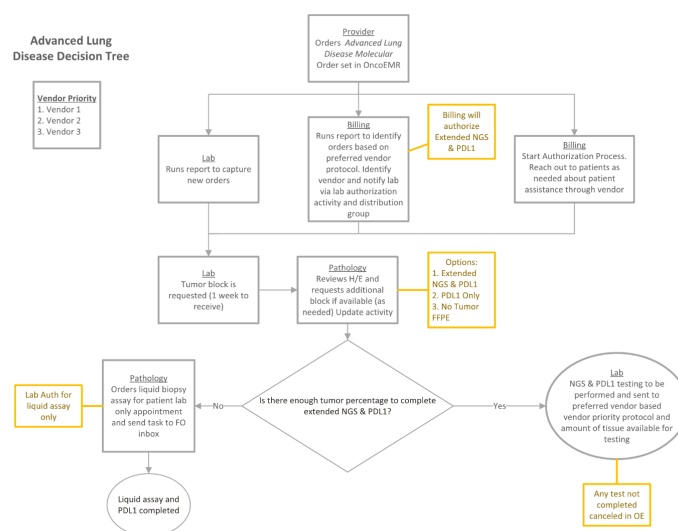 Advanced Lung
Disease Decision Tree
Vendor Priority
1. Vendor 1
2. Vendor 2
3. Vendor 3
Provider
Orders Advanced Lung
Disease Molecular
Order set in OncoEMR
Lab
Runs report to capture
new orders
Billing
Runs report to identify
orders based on
preferred vendor
protocol. Identify
vendor and notify lab
via lab authorization
activity and distribution
group
Billing will
authorize
Extended NGS
& PDL1
Billing
Start Authorization Process.
Reach out to patients as
needed about patient
assistance through vendor
Lab
Tumor block is
requested (1 week to
receive)
Pathology
Reviews H/E and
requests additional
block if available (as
needed) Update activity
Options:
1. Extended
NGS & PDL1
2. PDL1 Only
3. No Tumor
FFPE
Lab Auth for
liquid assay
only
Pathology
Orders liquid biopsy
assay for patient lab
only appointment
and send task to FO
inbox
No
Is there enough tumor percentage to complete
extended NGS & PDL1?
Yes
Lab
NGS & PDL1 testing to be
performed and sent to
preferred vendor based
vendor priority protocol and
amount of tissue available for
testing
Liquid assay and
PDL1 completed
Any test not
completed
canceled in OE